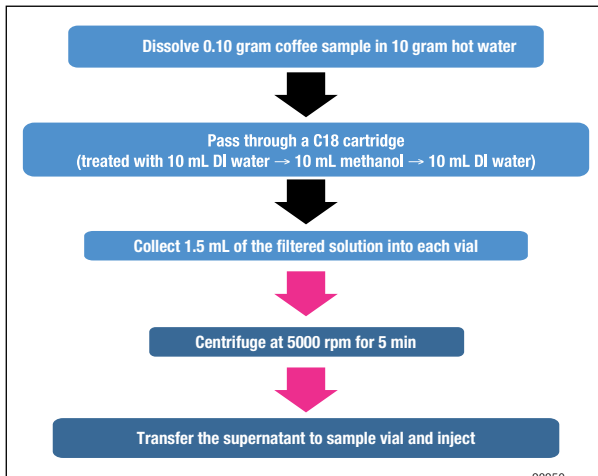 Dissolve 0.10 gram coffee sample in 10 gram hot water
Pass through a C18 cartridge
(treated with 10 mL DI water → 10 mL methanol → 10 mL DI water)
Collect 1.5 mL of the filtered solution into each vial
Centrifuge at 5000 rpm for 5 min
Transfer the supernatant to sample vial and inject